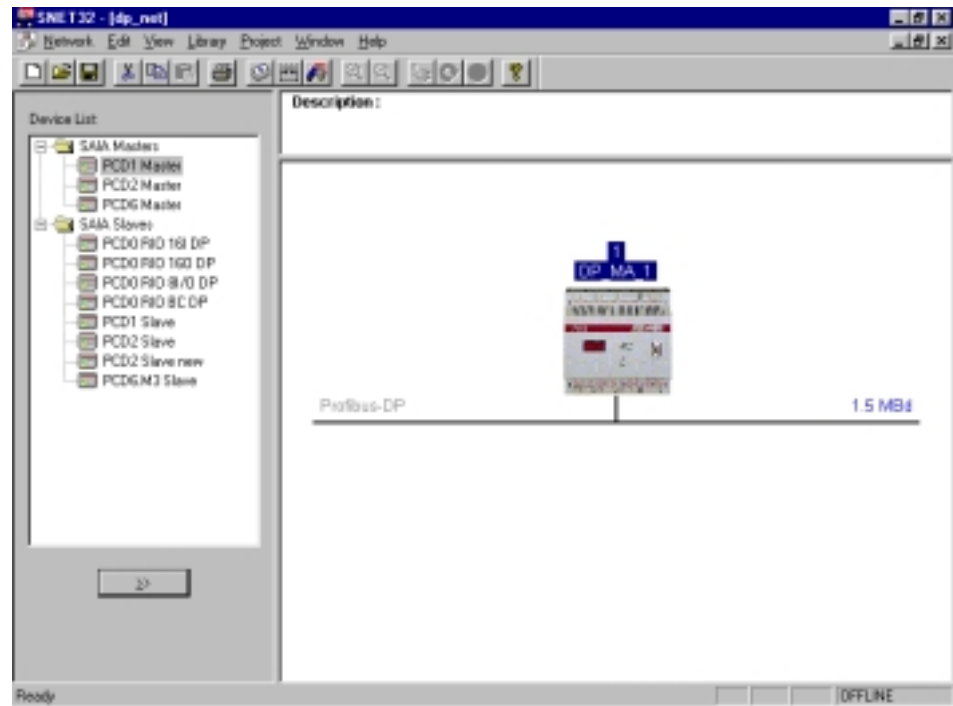 SNET32 - [dp_net]
Network Edit View Library Project Window Help
Description :
Device List:
SAIA Masters
PCD1 Master
PCD2 Master
PCD6 Master
SAIA Slaves
PCD0 RIO 16I DP
PCD0 RIO 16O DP
PCD0 RIO 8I/O DP
PCD0 RIO 8C DP
PCD1 Slave
PCD2 Slave
PCD2 Slave new
PCD6.M3 Slave
1
DP_MA_1
Profibus-DP
1.5 MBd
>>
Ready
OFFLINE